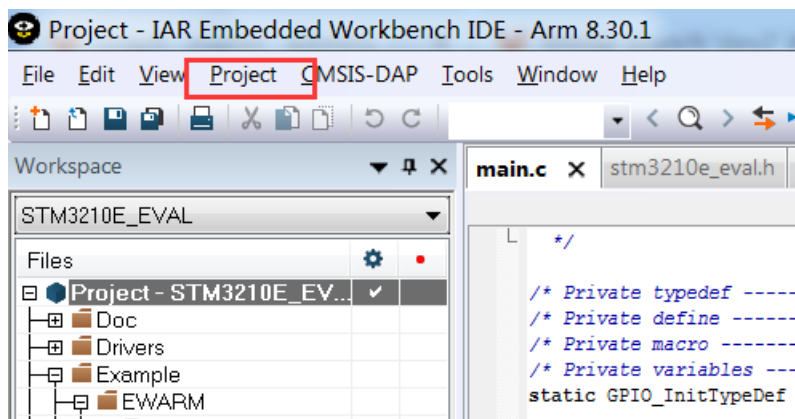 Project - IAR Embedded Workbench IDE - Arm 8.30.1
File Edit View Project CMSIS-DAP Tools Window Help
Workspace
main.c stm3210e_eval.h
STM3210E_EVAL
*/
Files
Project - STM3210E_EV...
/* Private typedef -----
Doc
/* Private define ------
Drivers
/* Private macro -------
Example
/* Private variables ---
EWARM
static GPIO_InitTypeDef